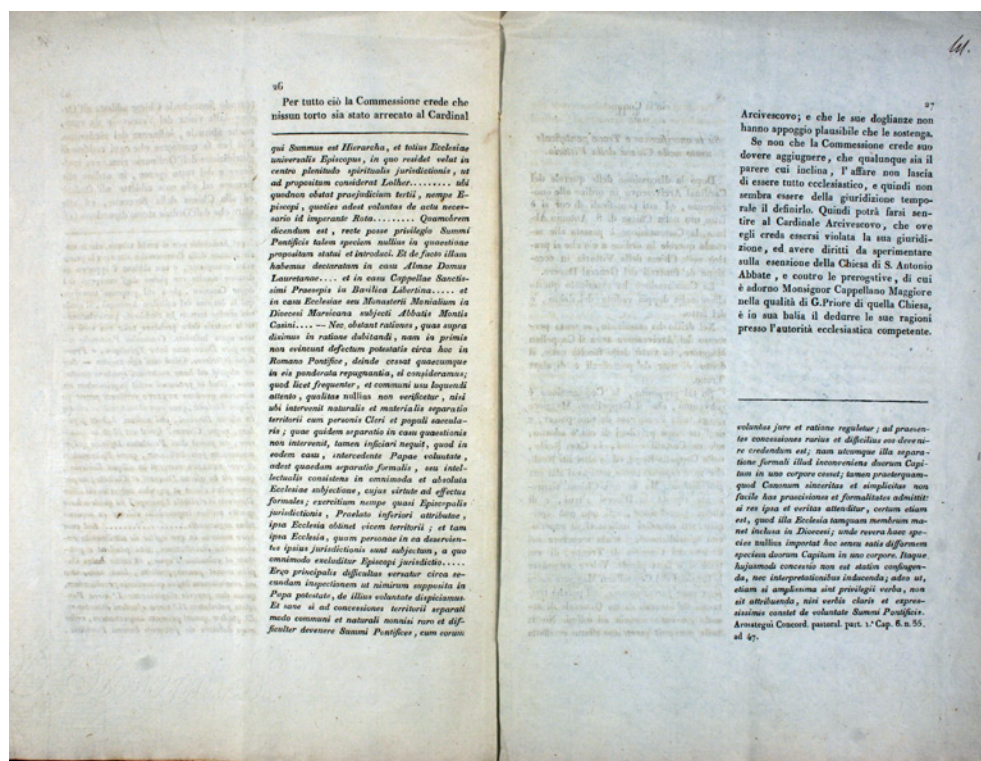 26
Per tutto ciò la Commessione crede che
nissun torto sia stato arrecato al Cardinal
qui Summus est Hierarcha, et totius Ecclesiae
universalis Episcopus, in quo residet velut in
centro plenitudo spiritualis jurisdictionis, ut
ad propositum considerat Lother......... ubi
quodnon obstat praejudicium tertii, nempe E-
piscopi, quoties adest voluntas de actu neces-
sario id imperante Rota......... Quamobrem
dicendum est, recte posse privilegio Summi
Pontificis talem speciem nullius in quaestione
propositam statui et introduci. Et de facto illam
habemus declaratam in casu Almae Domus
Lauretanae.... et in casu Cappellae Sanctis-
simi Praesepis in Basilica Libertina..... et
in casu Ecclesiae seu Monasterii Monialium in
Dioecesi Marsicana subjecti Abbatis Montis
Casini.... — Nec obstant rationes, quas supra
diximus in ratione dubitandi, nam in primis
non evincunt defectum potestatis circa hoc in
Romano Pontifice, deinde cessat quaecumque
in eis ponderata repugnantia, si consideramus;
quod licet frequenter, et communi usu loquendi
attento, qualitas nullius non verificetur, nisi
ubi intervenit naturalis et materialis separatio
territorii cum personis Cleri et populi saecula-
ris; quae quidem separatio in casu quaestionis
non intervenit, tamen inficiari nequit, quod in
eodem casu, intercedente Papae voluntate,
adest quaedam separatio formalis, seu intel-
lectualis consistens in omnimoda et absoluta
Ecclesiae subjectione, cujus virtute ad effectus
formales; exercitium nempe quasi Episcopalis
jurisdictionis, Praelato inferiori attributae,
ipsa Ecclesia obtinet vicem territorii; et tam
ipsa Ecclesia, quam personae in ea deservien-
tes ipsius jurisdictionis sunt subjectum, a quo
omnimode excluditur Episcopi jurisdictio.....
Ergo principalis difficultas versatur circa se-
cundam inspectionem et nimirum supposita in
Papa potestate, de illius voluntate dispiciamus.
Et sane si ad concessiones territorii separati
modo communi et naturali nonnisi raro et dif-
ficulter devenere Summi Pontifices, cum eorum
41.
27
Arcivescovo; e che le sue doglianze non
hanno appoggio plausibile che le sostenga.
Se non che la Commessione crede suo
dovere aggiugnere, che qualunque sia il
parere cui inclina, l'affare non lascia
di essere tutto ecclesiastico, e quindi non
sembra essere della giuridizione tempo-
rale il definirlo. Quindi potrà farsi sen-
tire al Cardinale Arcivescovo, che ove
egli creda essersi violata la sua giuridi-
zione, ed avere diritti da sperimentare
sulla esenzione della Chiesa di S. Antonio
Abbate, e contro le prerogative, di cui
è adorno Monsignor Cappellano Maggiore
nella qualità di G.Priore di quella Chiesa,
è in sua balìa il dedurre le sue ragioni
presso l'autorità ecclesiastica competente.
voluntas jure et ratione reguletur; ad praesen-
tes concessiones rarius et difficilius eos deveni-
re credendum est; nam utcumque illa separa-
tione formali illud inconveniens duorum Capi-
tum in uno corpore cesset; tamen praeterquam-
quod Canonum sinceritas et simplicitas non
facile has praecisiones et formalitates admittit:
si res ipsa et veritas attenditur, certum etiam
est, quod illa Ecclesia tamquam membrum ma-
net inclusa in Dioecesi; unde revera haec spe-
cies nullius importat hoc sensu satis difformem
speciem duorum Capitum in uno corpore. Itaque
hujusmodi concessio non est statim confingen-
da, nec interpretationibus inducenda; adeo ut,
etiam si amplissima sint privilegii verba, non
sit attribuenda, nisi verbis claris et expres-
sissimis constet de voluntate Summi Pontificis.
Arostegui Concord. pastoral. part. 1.ª Cap. 6. n. 35.
ad 47.